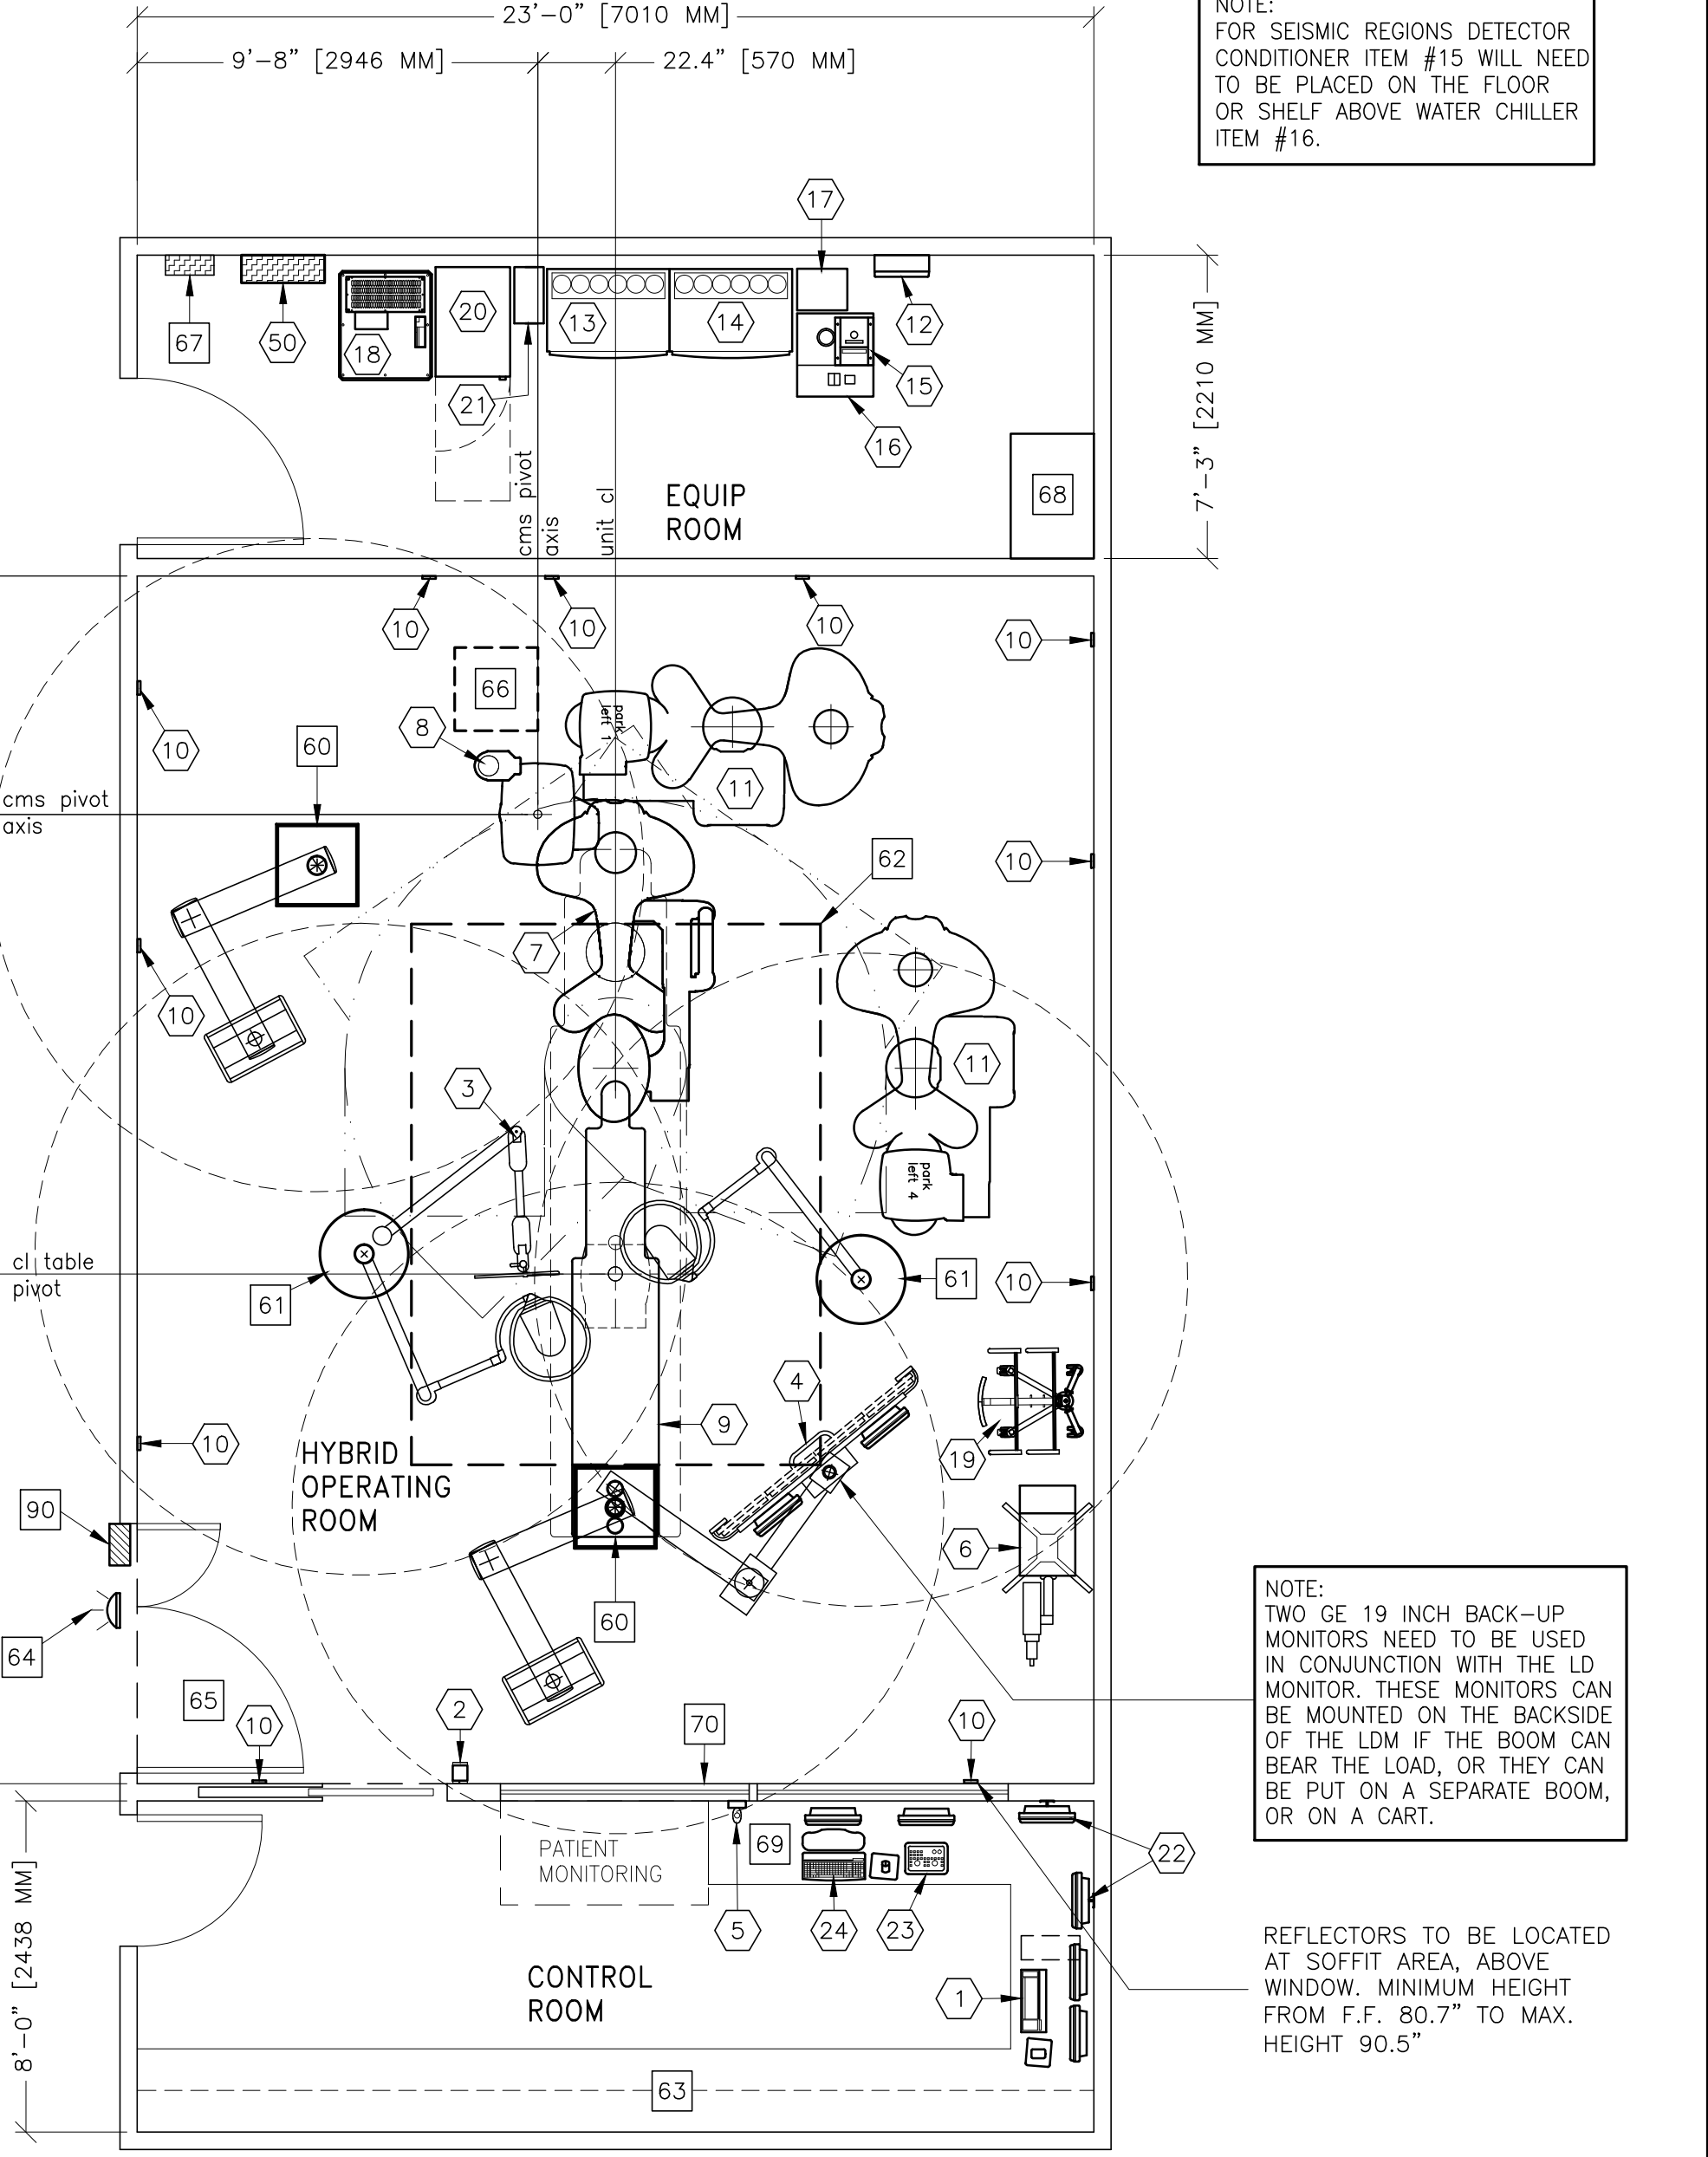 23'-0" [7010 MM]
9'-8" [2946 MM]
22.4" [570 MM]
NOTE:
FOR SEISMIC REGIONS DETECTOR
CONDITIONER ITEM #15 WILL NEED
TO BE PLACED ON THE FLOOR
OR SHELF ABOVE WATER CHILLER
ITEM #16.
17
67
50
18
20
21
13
14
12
15
16
68
7'-3" [2210 MM]
cms pivot
axis
unit cl
EQUIP
ROOM
10
10
10
10
10
66
8
60
park
left 1
11
cms pivot
axis
62
10
7
10
3
11
park
left 4
cl table
pivot
61
61
10
4
9
10
19
HYBRID
OPERATING
ROOM
90
6
64
60
65
10
2
70
10
NOTE:
TWO GE 19 INCH BACK-UP
MONITORS NEED TO BE USED
IN CONJUNCTION WITH THE LD
MONITOR. THESE MONITORS CAN
BE MOUNTED ON THE BACKSIDE
OF THE LDM IF THE BOOM CAN
BEAR THE LOAD, OR THEY CAN
BE PUT ON A SEPARATE BOOM,
OR ON A CART.
PATIENT
MONITORING
69
22
5
24
23
8'-0" [2438 MM]
CONTROL
ROOM
1
REFLECTORS TO BE LOCATED
AT SOFFIT AREA, ABOVE
WINDOW. MINIMUM HEIGHT
FROM F.F. 80.7" TO MAX.
HEIGHT 90.5"
63